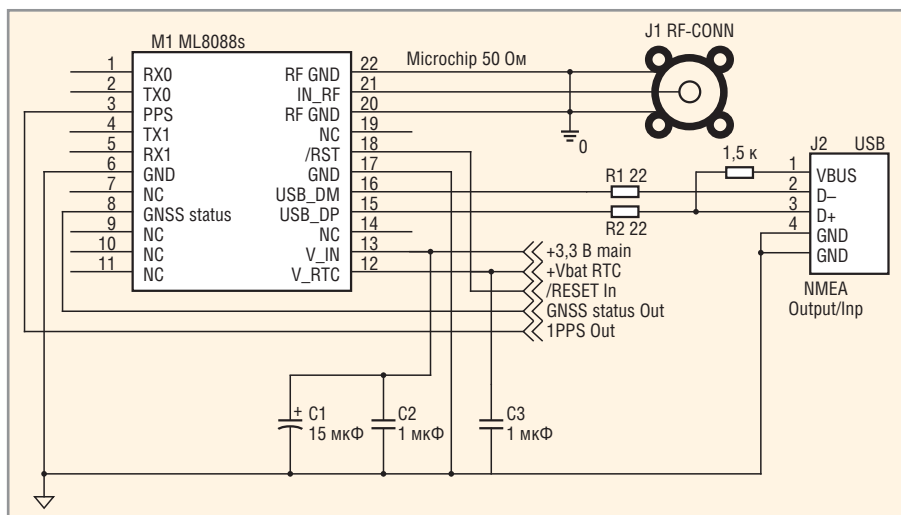 M1 ML8088s
1 RX0
2 TX0
3 PPS
4 TX1
5 RX1
6 GND
7 NC
8 GNSS status
9 NC
10 NC
11 NC
RF GND 22
IN_RF 21
RF GND 20
NC 19
/RST 18
GND 17
USB_DM 16
USB_DP 15
NC 14
V_IN 13
V_RTC 12
Microchip 50 Ом
J1 RF-CONN
0
R1 22
R2 22
1,5 к
J2 USB
1 VBUS
2 D–
3 D+
4 GND
GND
NMEA
Output/Inp
+3,3 В main
+Vbat RTC
/RESET In
GNSS status Out
1PPS Out
+ C1
15 мкФ
C2
1 мкФ
C3
1 мкФ